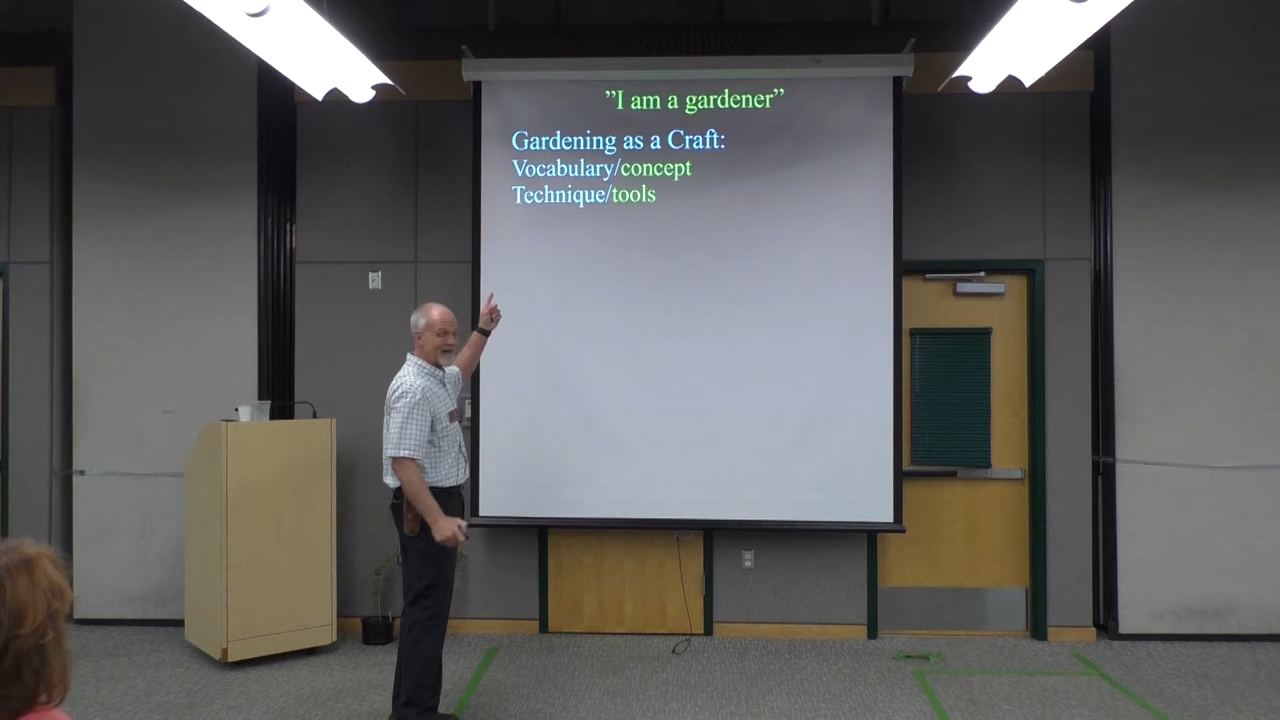 ”I am a gardener”
Gardening as a Craft:
Vocabulary/concept
Technique/tools